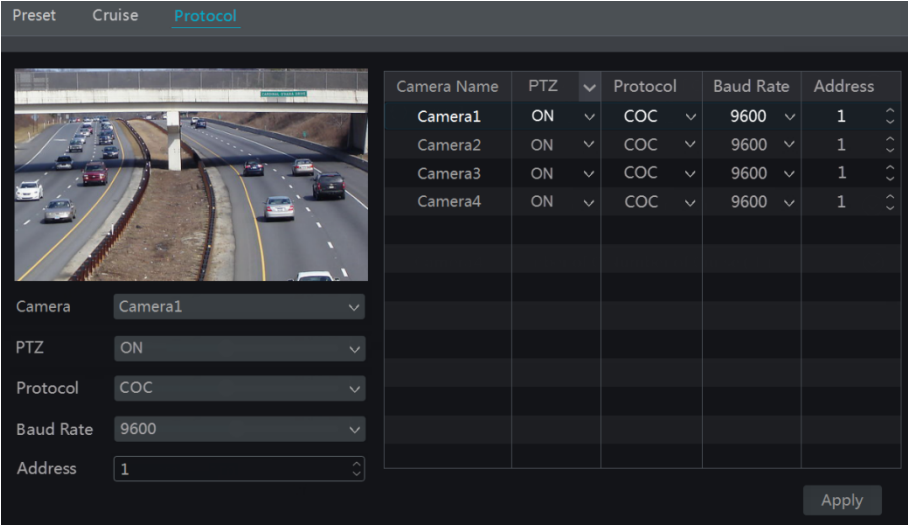 Preset Cruise Protocol
Camera Name PTZ Protocol Baud Rate Address
Camera1 ON COC 9600 1
Camera2 ON COC 9600 1
Camera3 ON COC 9600 1
Camera4 ON COC 9600 1
Camera Camera1
PTZ ON
Protocol COC
Baud Rate 9600
Address 1
Apply